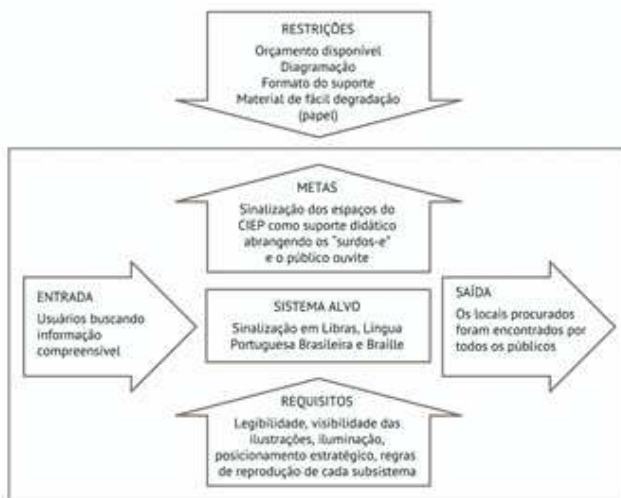 RESTRIÇÕES
Orçamento disponível
Diagramação
Formato do suporte
Material de fácil degradação
(papel)
METAS
Sinalização dos espaços do
CIEP como suporte didático
abrangendo os "surdos-e"
e o público ouvite
ENTRADA
Usuários buscando
informação
compreensível
SISTEMA ALVO
Sinalização em Libras, Língua
Portuguesa Brasileira e Braille
SAÍDA
Os locais procurados
foram encontrados por
todos os públicos
REQUISITOS
Legibilidade, visibilidade das
ilustrações, iluminação,
posicionamento estratégico, regras
de reprodução de cada subsistema